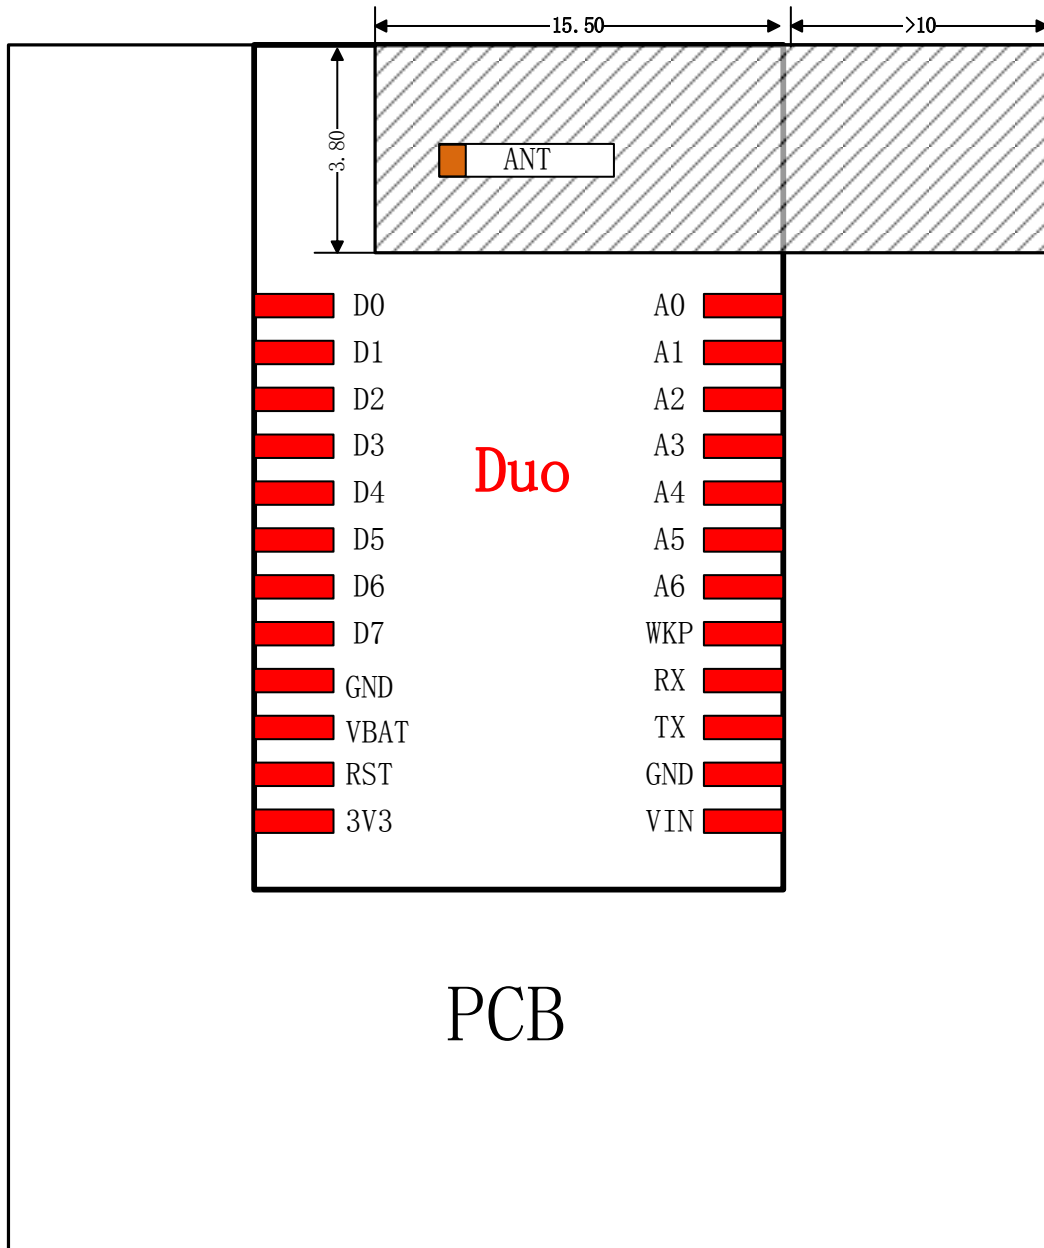 15.50 >10
3.80
ANT
D0 A0
D1 A1
D2 A2
D3 A3
Duo
D4 A4
D5 A5
D6 A6
D7 WKP
GND RX
VBAT TX
RST GND
3V3 VIN
PCB